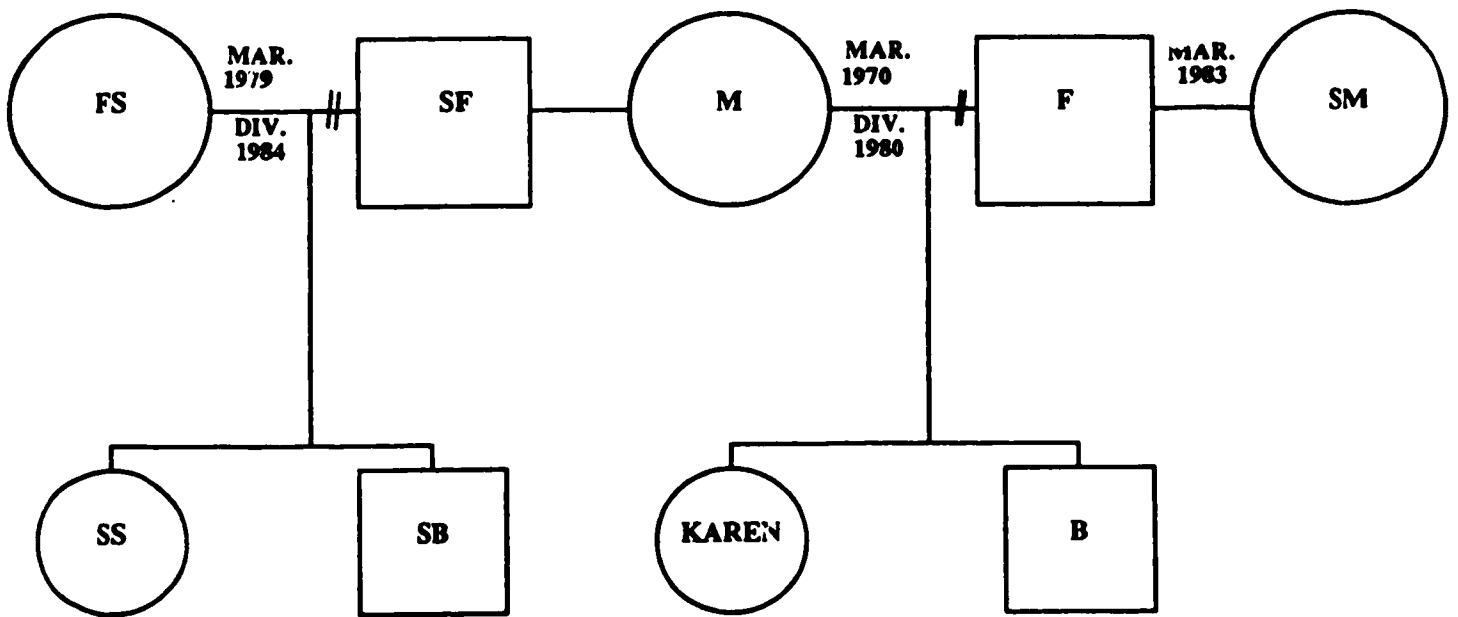 FS
MAR.
1979
DIV.
1984
SF
M
MAR.
1970
DIV.
1980
F
MAR.
1983
SM
SS
SB
KAREN
B